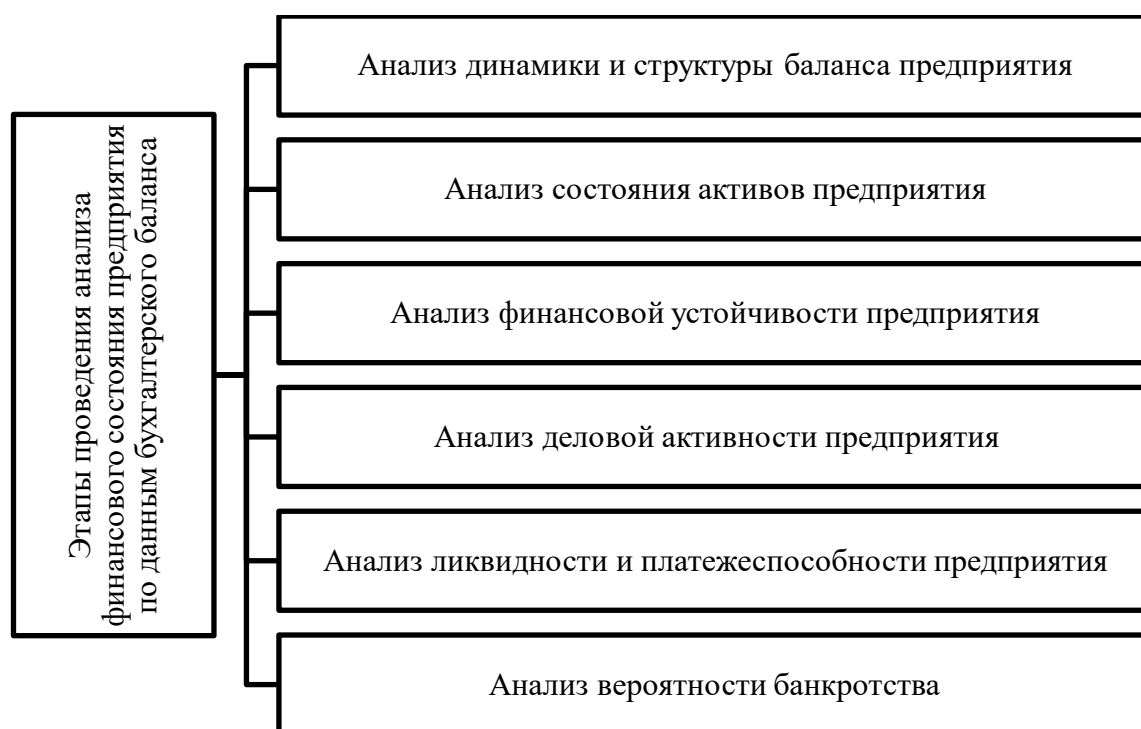 Этапы проведения анализа
финансового состояния предприятия
по данным бухгалтерского баланса
Анализ динамики и структуры баланса предприятия
Анализ состояния активов предприятия
Анализ финансовой устойчивости предприятия
Анализ деловой активности предприятия
Анализ ликвидности и платежеспособности предприятия
Анализ вероятности банкротства